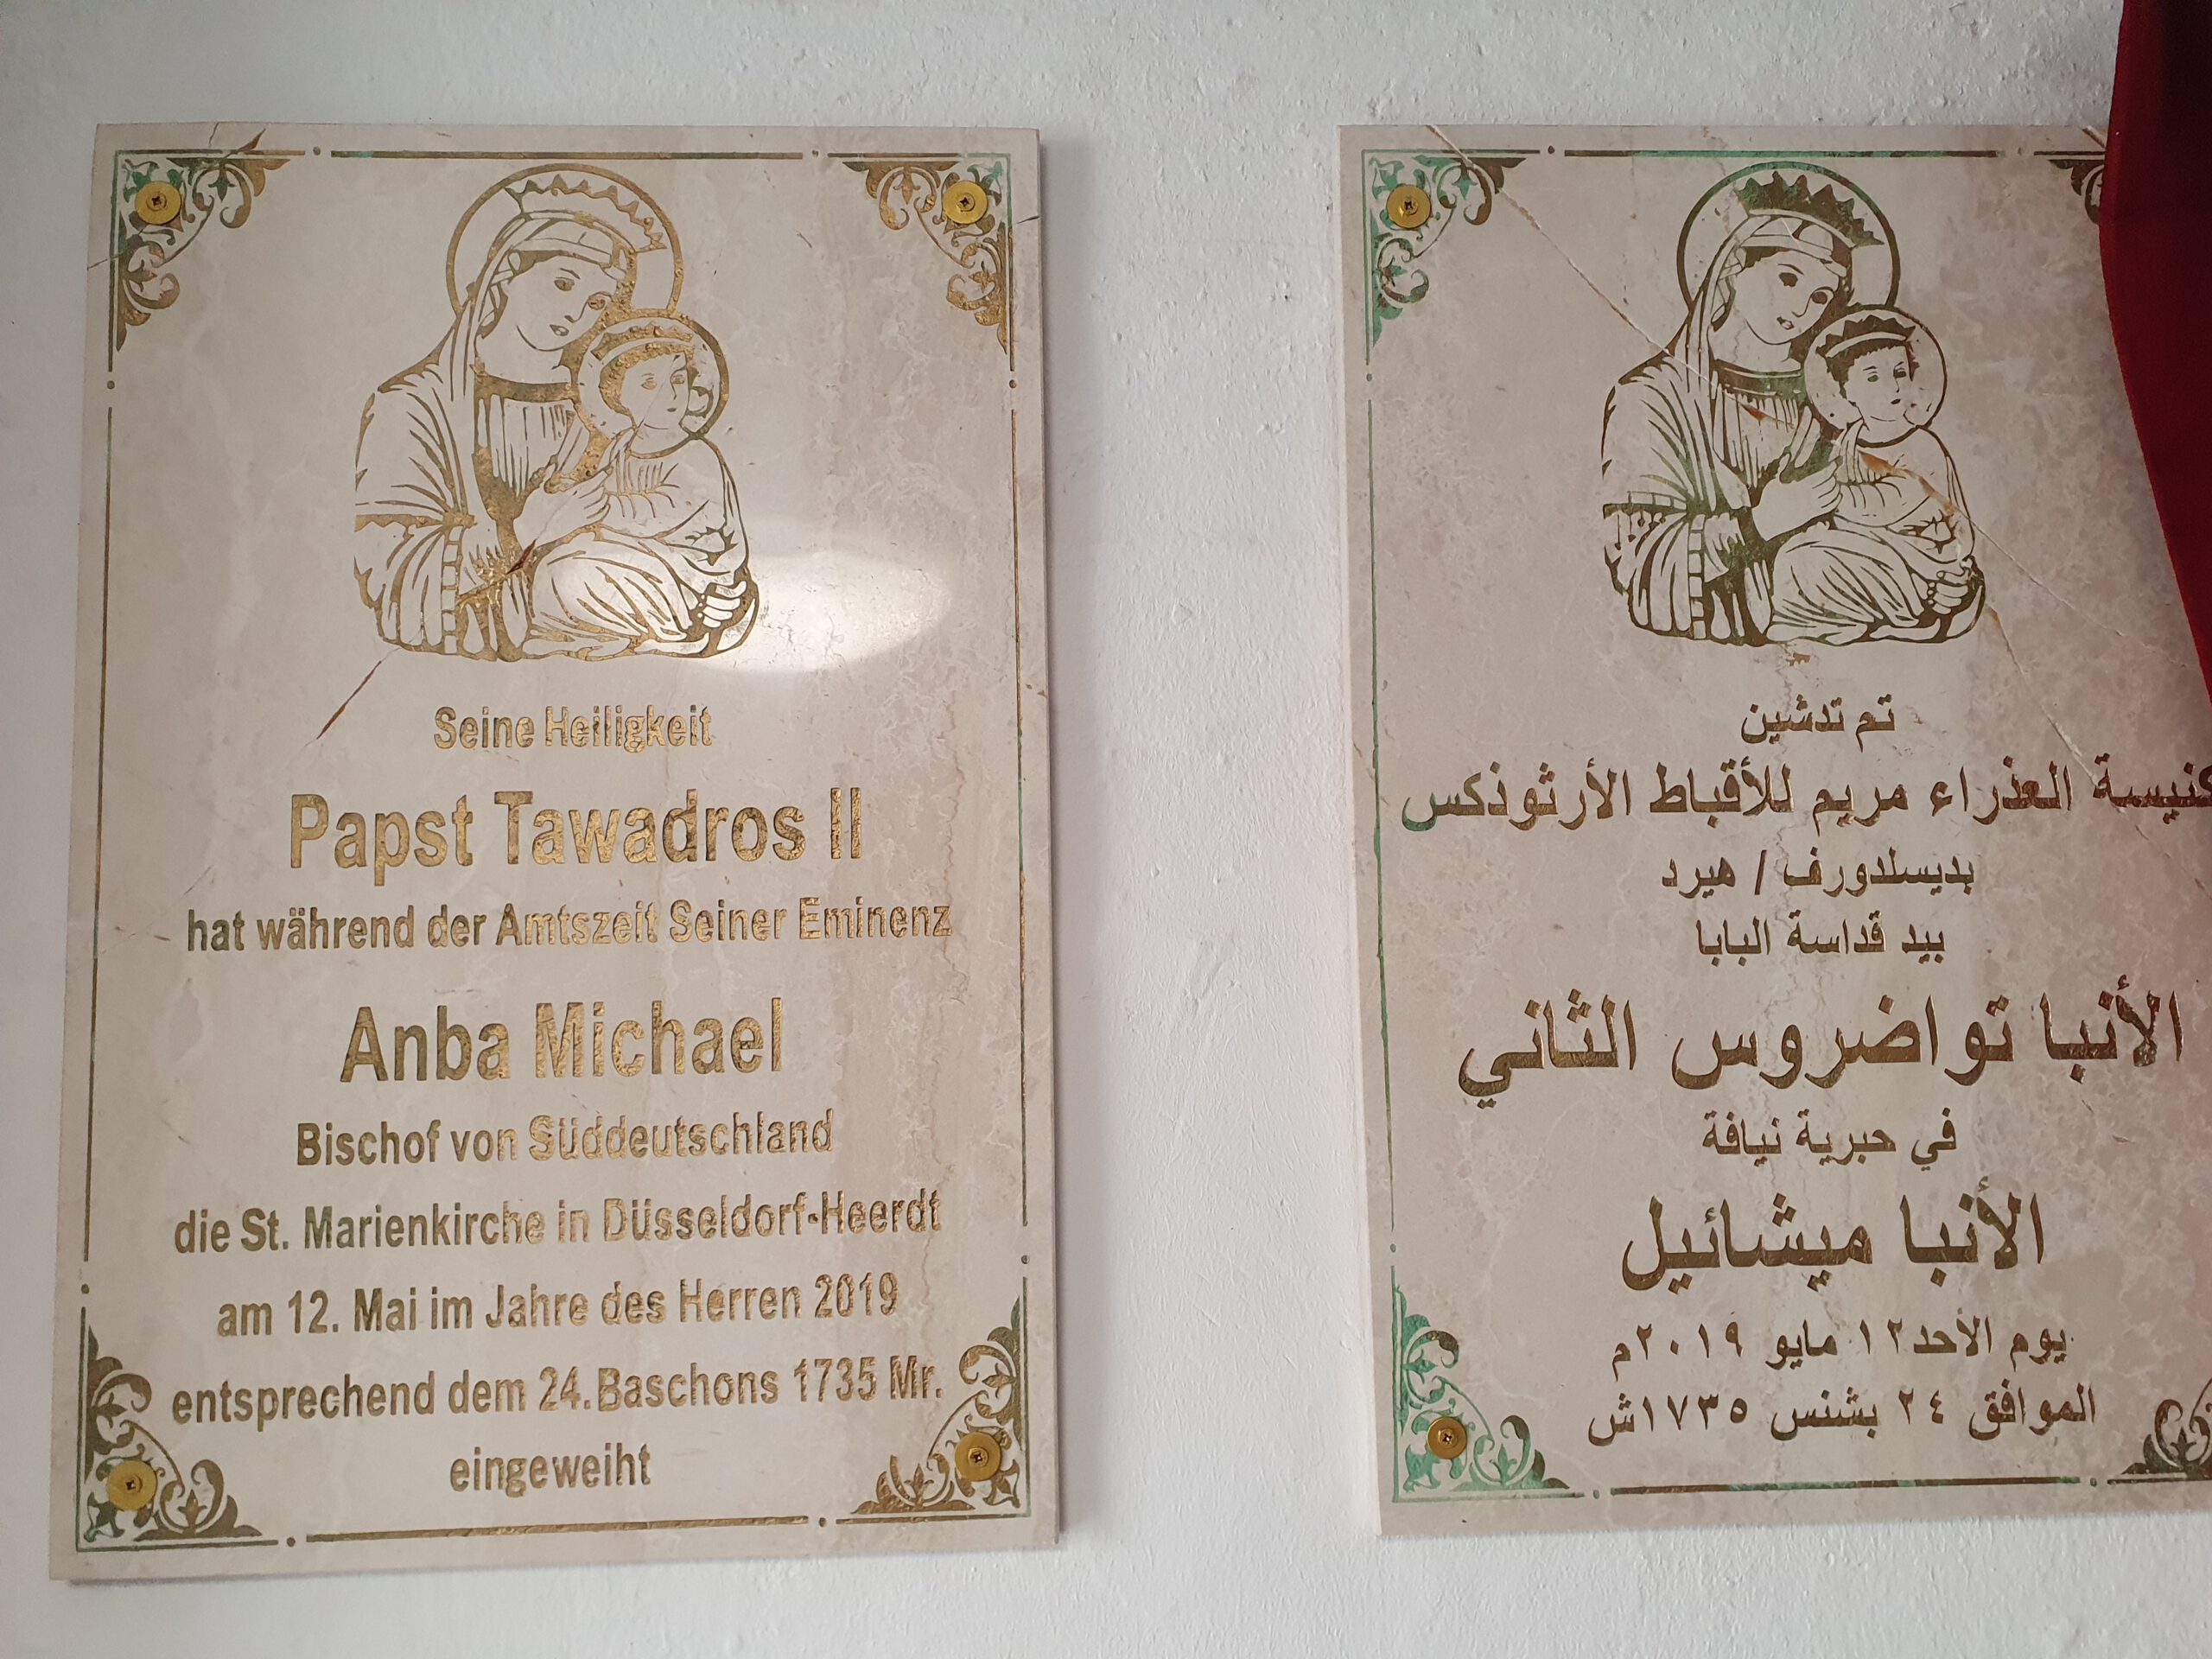 Seine Heiligkeit
Papst Tawadros II
hat während der Amtszeit Seiner Eminenz
Anba Michael
Bischof von Süddeutschland
die St. Marienkirche in Düsseldorf-Heerdt
am 12. Mai im Jahre des Herren 2019
entsprechend dem 24.Baschons 1735 Mr.
eingeweiht
تم تدشين
كنيسة العذراء مريم للأقباط الأرثوذكس
بديسلدورف / هيرد
بيد قداسة البابا
الأنبا تواضروس الثاني
في حبرية نيافة
الأنبا ميشائيل
يوم الأحد١٢ مايو ٢٠١٩م
الموافق ٢٤ بشنس ١٧٣٥ش